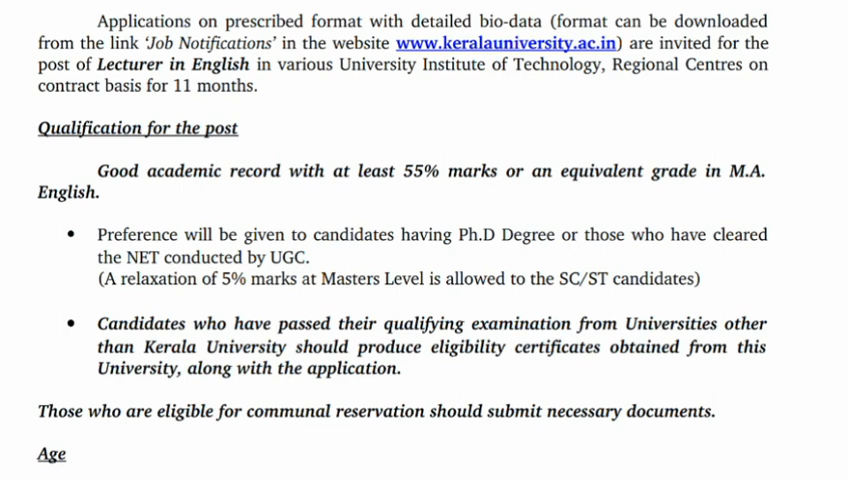 Applications on prescribed format with detailed bio-data (format can be downloaded
from the link ‘Job Notifications’ in the website www.keralauniversity.ac.in) are invited for the
post of Lecturer in English in various University Institute of Technology, Regional Centres on
contract basis for 11 months.
Qualification for the post
Good academic record with at least 55% marks or an equivalent grade in M.A.
English.
• Preference will be given to candidates having Ph.D Degree or those who have cleared
the NET conducted by UGC.
(A relaxation of 5% marks at Masters Level is allowed to the SC/ST candidates)
• Candidates who have passed their qualifying examination from Universities other
than Kerala University should produce eligibility certificates obtained from this
University, along with the application.
Those who are eligible for communal reservation should submit necessary documents.
Age